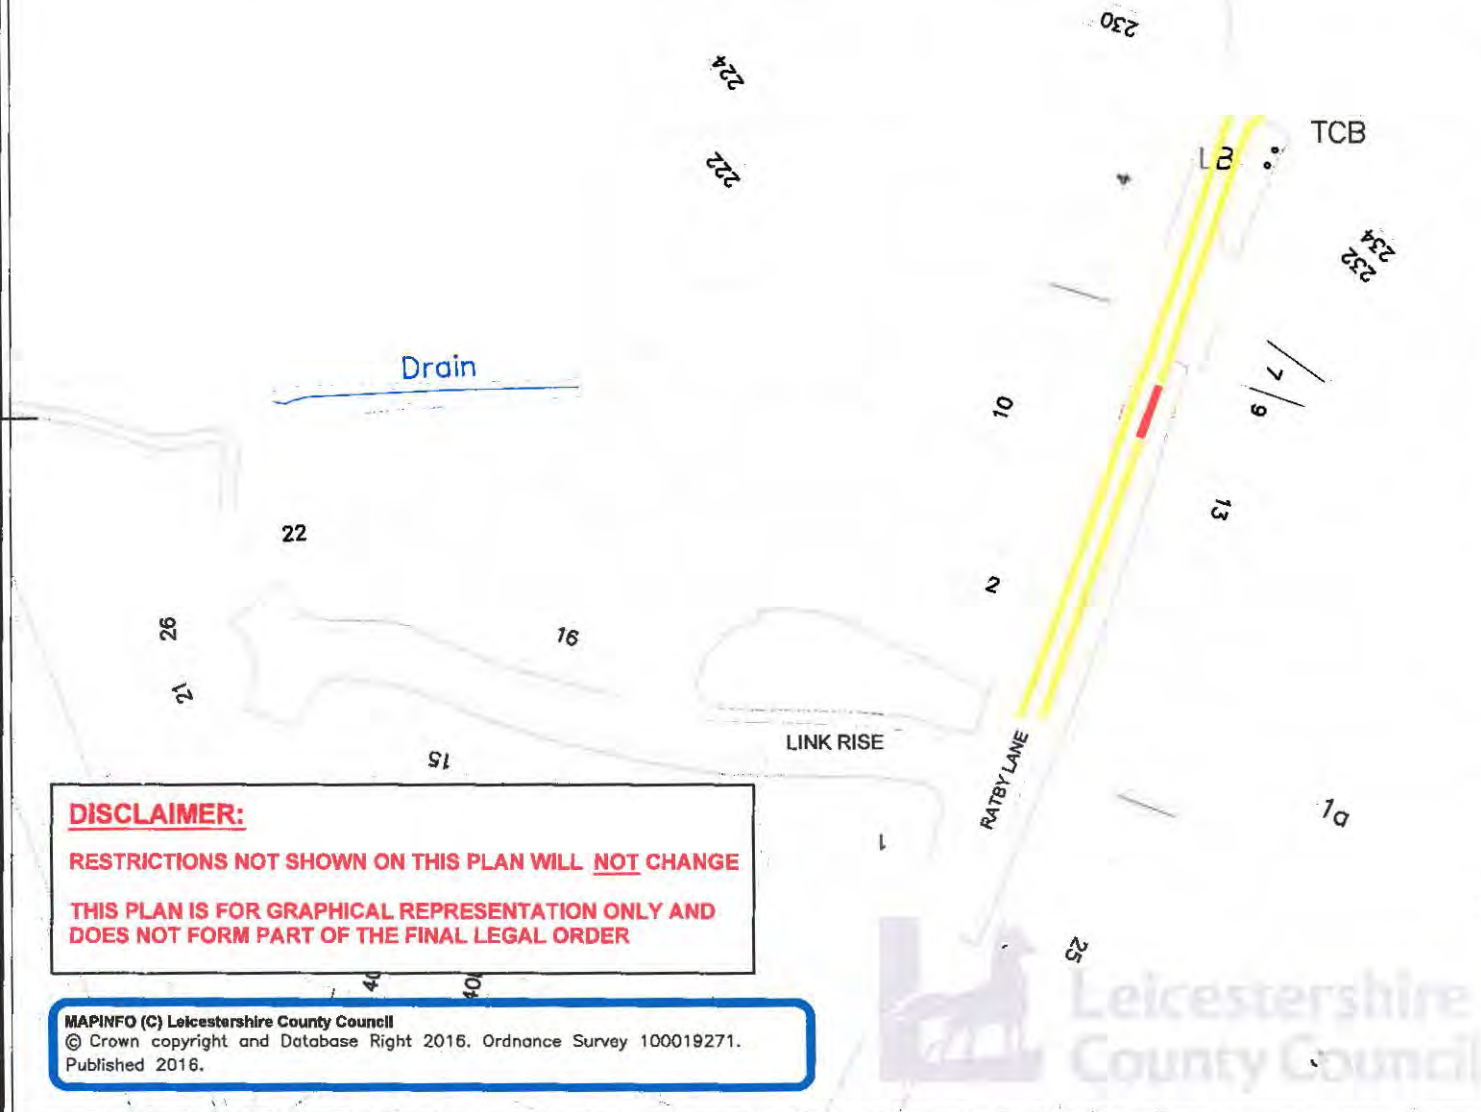 230
224
TCB
LB
222
4
234
232
Drain
7
10
9
13
22
2
26
16
21
LINK RISE
15
RATBY LANE
DISCLAIMER:
RESTRICTIONS NOT SHOWN ON THIS PLAN WILL NOT CHANGE
THIS PLAN IS FOR GRAPHICAL REPRESENTATION ONLY AND
DOES NOT FORM PART OF THE FINAL LEGAL ORDER
1a
1
25
Leicestershire
County Council
MAPINFO (C) Leicestershire County Council
© Crown copyright and Database Right 2016. Ordnance Survey 100019271.
Published 2016.